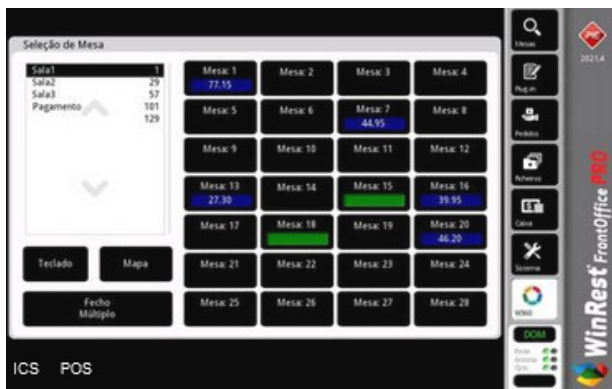 Seleção de Mesa
Sala1 1
Sala2 29
Sala3 57
Pagamento 101
129
Teclado
Mapa
Fecho
Múltiplo
Mesa: 1
77.15
Mesa: 2
Mesa: 3
Mesa: 4
Mesa: 5
Mesa: 6
Mesa: 7
44.95
Mesa: 8
Mesa: 9
Mesa: 10
Mesa: 11
Mesa: 12
Mesa: 13
27.30
Mesa: 14
Mesa: 15
Mesa: 16
39.95
Mesa: 17
Mesa: 18
Mesa: 19
Mesa: 20
46.20
Mesa: 21
Mesa: 22
Mesa: 23
Mesa: 24
Mesa: 25
Mesa: 26
Mesa: 27
Mesa: 28
Mesas
Plug-in
Pedidos
Ficheiros
Caixa
Sistema
W360
DOM
2021.4
WinRest FrontOffice PRO
ICS POS